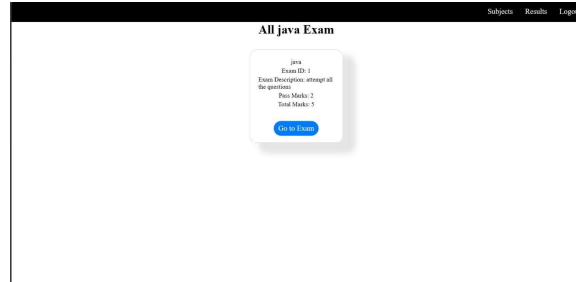 Subjects Results Logout
All java Exam
java
Exam ID: 1
Exam Description: attempt all
the questions
Pass Marks: 2
Total Marks: 5
Go to Exam